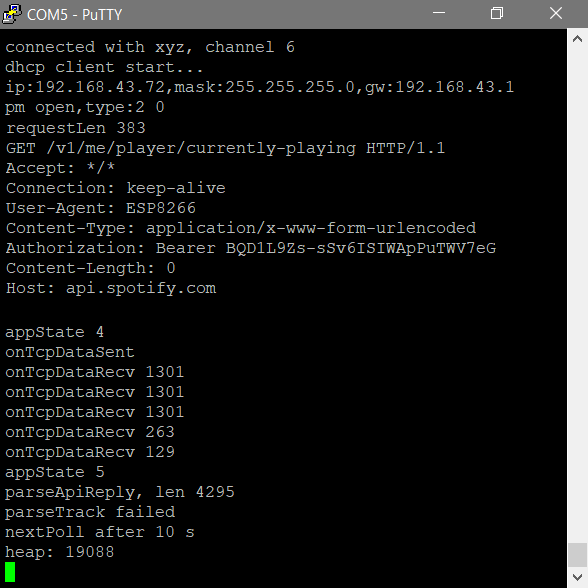 COM5 - PuTTY
connected with xyz, channel 6
dhcp client start...
ip:192.168.43.72,mask:255.255.255.0,gw:192.168.43.1
pm open,type:2 0
requestLen 383
GET /v1/me/player/currently-playing HTTP/1.1
Accept: */*
Connection: keep-alive
User-Agent: ESP8266
Content-Type: application/x-www-form-urlencoded
Authorization: Bearer BQD1L9Zs-sSv6ISIWApPuTWV7eG
Content-Length: 0
Host: api.spotify.com

appState 4
onTcpDataSent
onTcpDataRecv 1301
onTcpDataRecv 1301
onTcpDataRecv 1301
onTcpDataRecv 263
onTcpDataRecv 129
appState 5
parseApiReply, len 4295
parseTrack failed
nextPoll after 10 s
heap: 19088